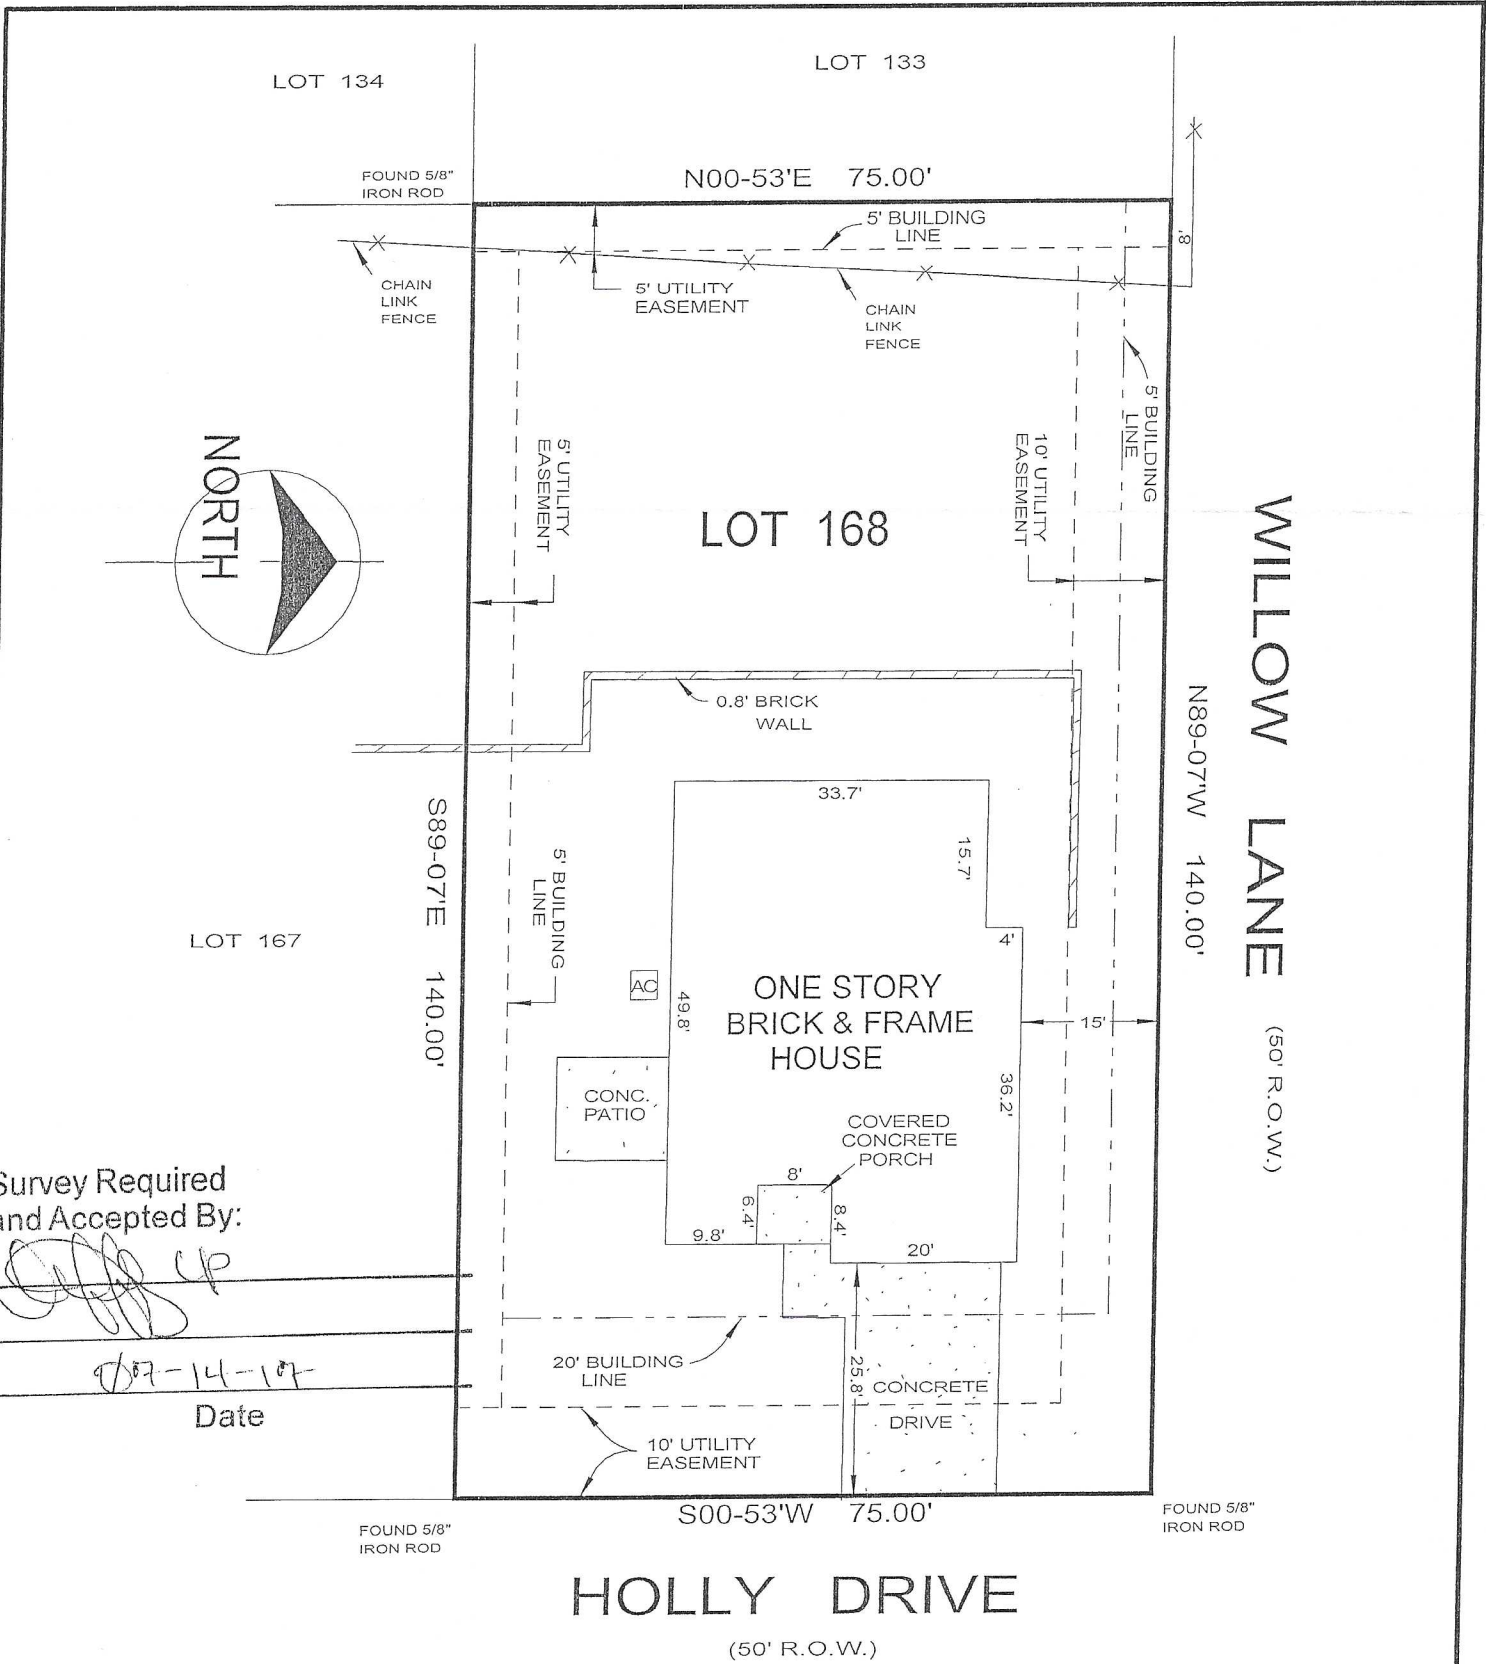 LOT 134
LOT 133
FOUND 5/8"
IRON ROD
N00-53'E 75.00'
5' BUILDING
LINE
8'
CHAIN
LINK
FENCE
5' UTILITY
EASEMENT
CHAIN
LINK
FENCE
5' BUILDING
LINE
NORTH
5' UTILITY
EASEMENT
10' UTILITY
EASEMENT
LOT 168
WILLOW LANE
(50' R.O.W.)
N89-07'W 140.00'
0.8' BRICK
WALL
33.7'
15.7'
4'
S89-07'E 140.00'
5' BUILDING
LINE
LOT 167
AC
49.8'
ONE STORY
BRICK & FRAME
HOUSE
15'
36.2'
CONC.
PATIO
COVERED
CONCRETE
PORCH
8'
6.4'
8.4'
9.8'
20'
Survey Required
and Accepted By:
Date
20' BUILDING
LINE
25.8'
CONCRETE
DRIVE
10' UTILITY
EASEMENT
S00-53'W 75.00'
FOUND 5/8"
IRON ROD
FOUND 5/8"
IRON ROD
HOLLY DRIVE
(50' R.O.W.)